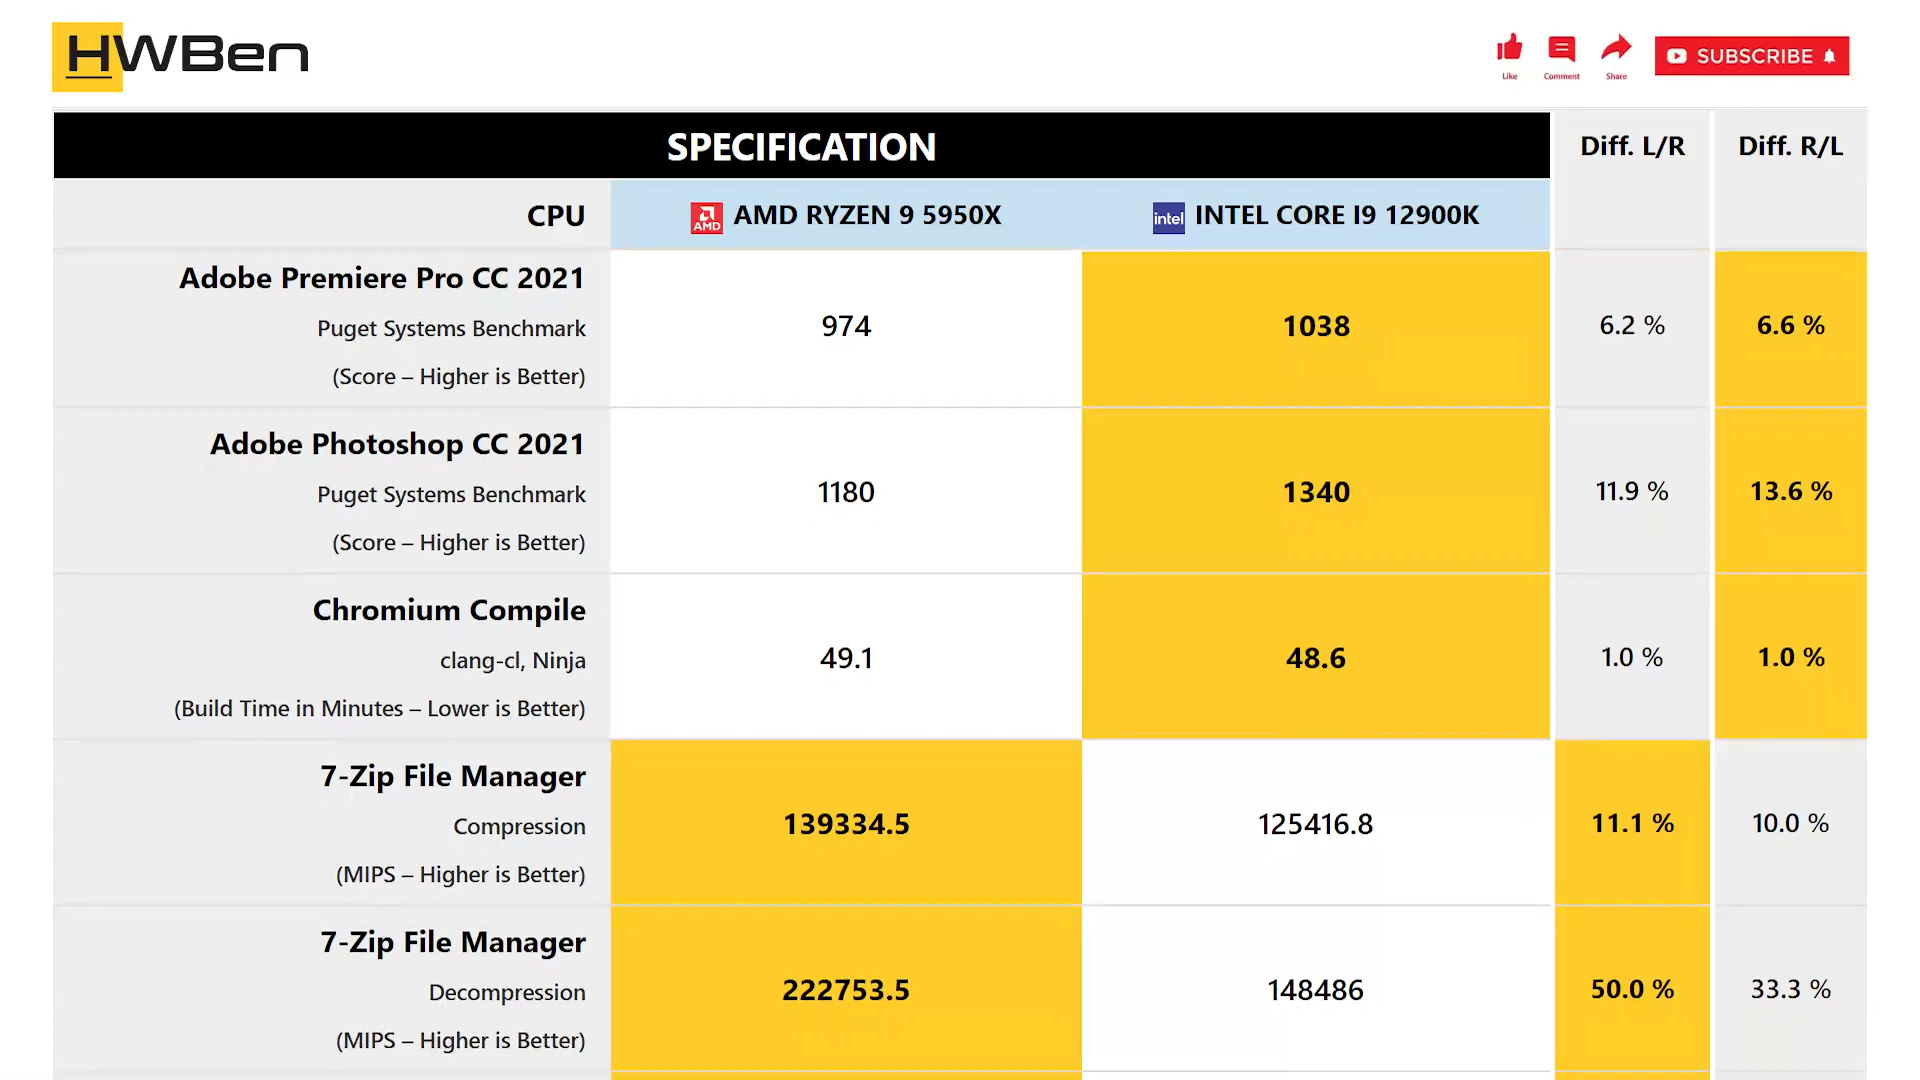 HWBen
Like
Comment
Share
SUBSCRIBE
SPECIFICATION
Diff. L/R
Diff. R/L
CPU
AMD
AMD RYZEN 9 5950X
intel
INTEL CORE I9 12900K
Adobe Premiere Pro CC 2021
Puget Systems Benchmark
(Score – Higher is Better)
974
1038
6.2 %
6.6 %
Adobe Photoshop CC 2021
Puget Systems Benchmark
(Score – Higher is Better)
1180
1340
11.9 %
13.6 %
Chromium Compile
clang-cl, Ninja
(Build Time in Minutes – Lower is Better)
49.1
48.6
1.0 %
1.0 %
7-Zip File Manager
Compression
(MIPS – Higher is Better)
139334.5
125416.8
11.1 %
10.0 %
7-Zip File Manager
Decompression
(MIPS – Higher is Better)
222753.5
148486
50.0 %
33.3 %